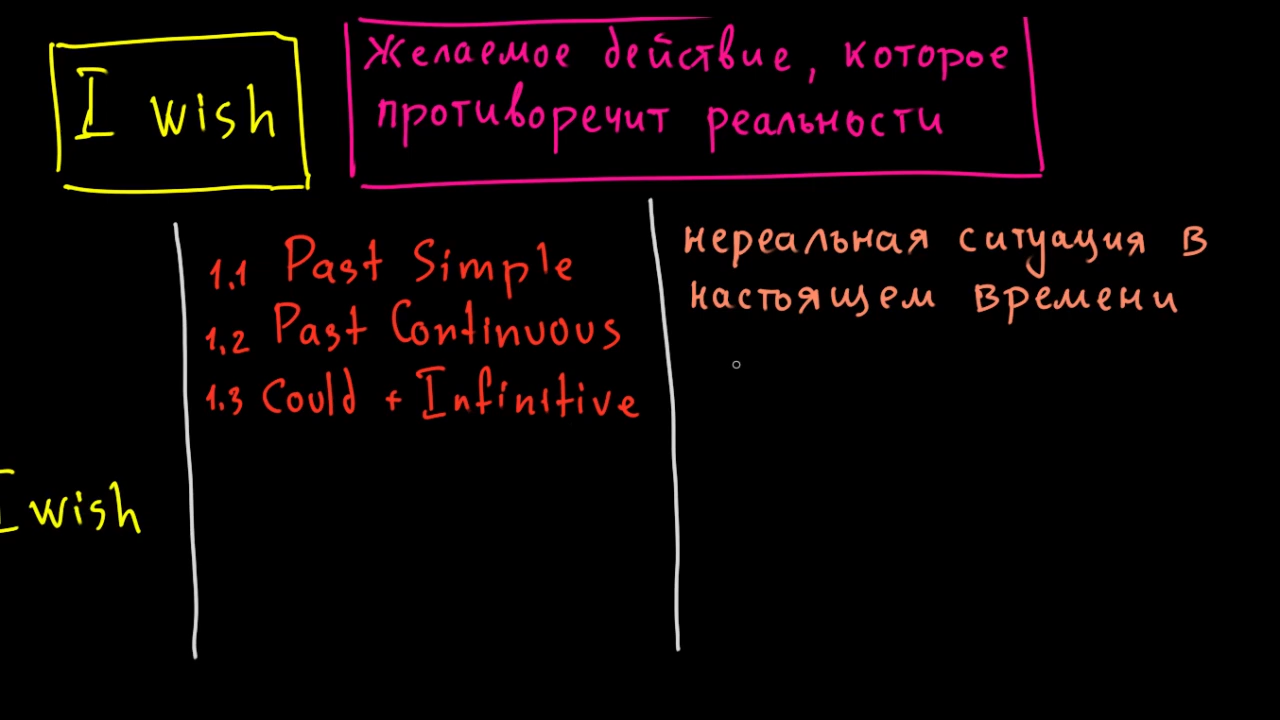 I wish
Желаемое действие, которое
противоречит реальности
1.1 Past Simple
1.2 Past Continuous
1.3 Could + Infinitive
нереальная ситуация в
настоящем времени
I wish